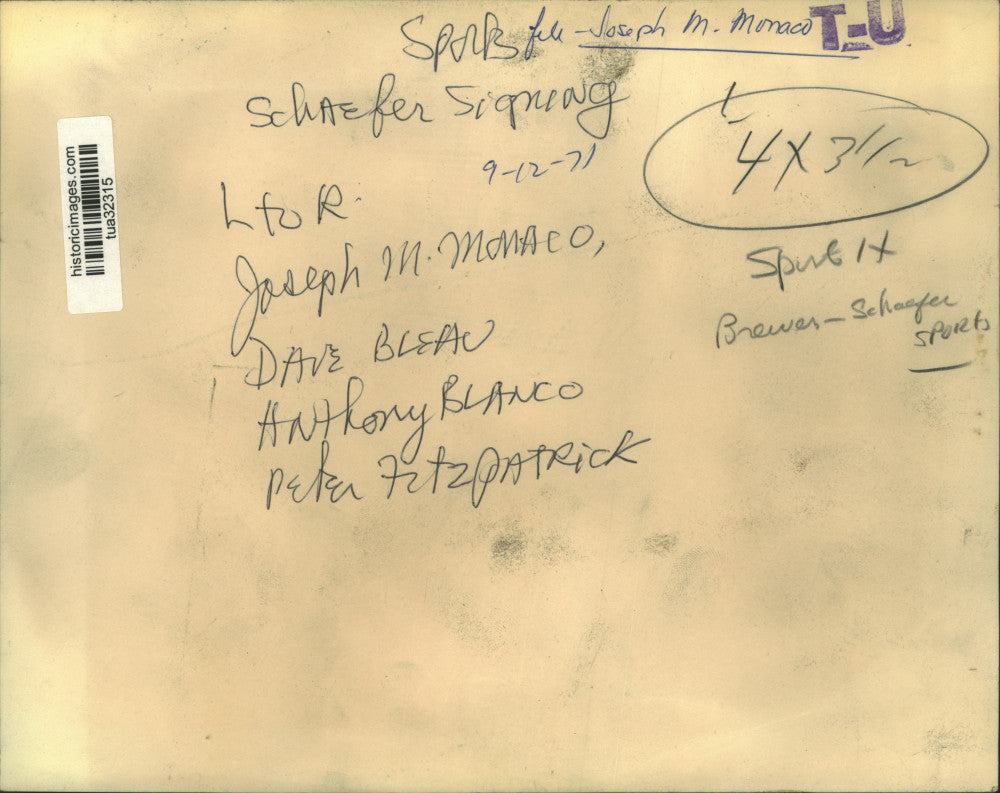 Sports file - Joseph M. Monaco T-U
Schaefer Signing
9-12-71
4 X 3 1/2
L to R.
Joseph M. Monaco,
Dave Bleau
Anthony Blanco
Peter Fitzpatrick
Sport 1X
Brewer - Schaefer
SPORTS
historicimages.com
tua32315